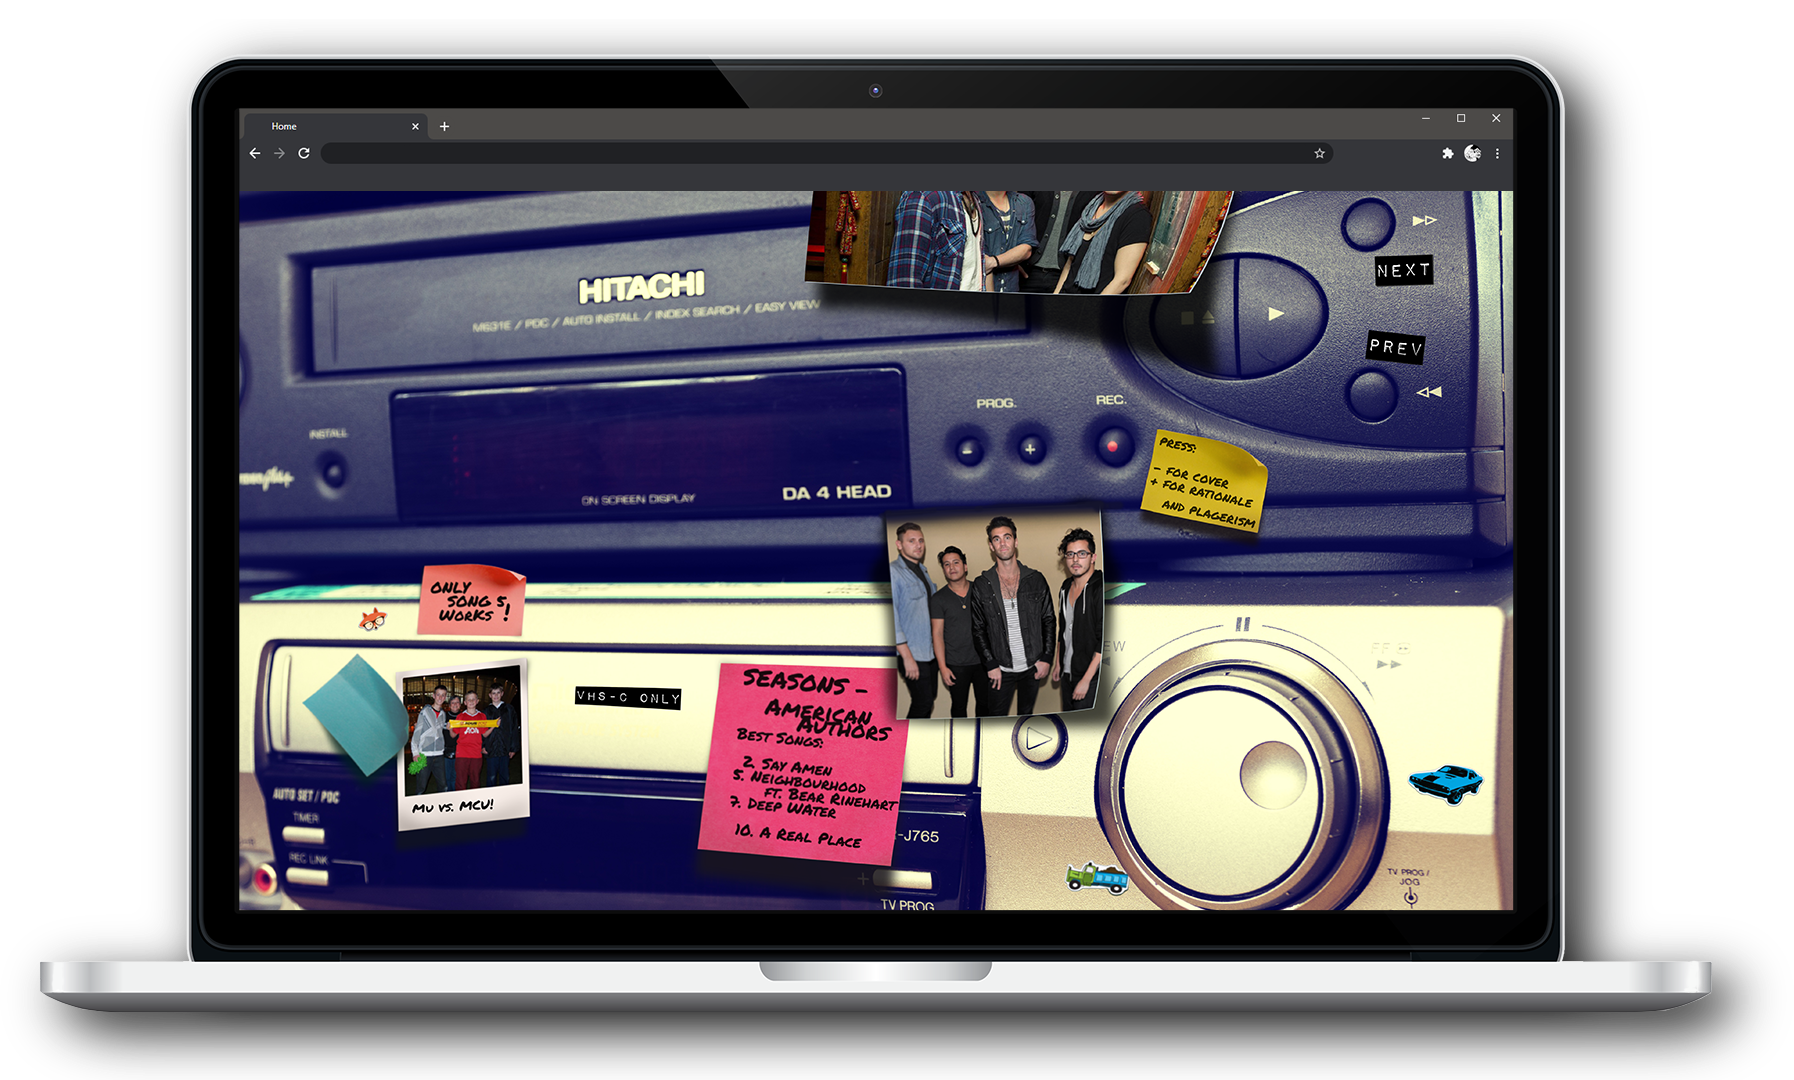 Home
HITACHI
M631E / PDC / AUTO INSTALL / INDEX SEARCH / EASY VIEW
NEXT
PREV
PROG.
REC.
INSTALL
ON SCREEN DISPLAY
DA 4 HEAD
PRESS:
- FOR COVER
+ FOR RATIONALE
AND PLAGERISM
ONLY
SONG 5
WORKS !
VHS-C ONLY
AON
MU VS. MCU!
SEASONS -
AMERICAN
AUTHORS
BEST SONGS:
2. SAY AMEN
5. NEIGHBOURHOOD
FT. BEAR RINEHART
7. DEEP WATER
10. A REAL PLACE
EW
FF
AUTO SET / PDC
TIMER
REC LINK
-J765
TV PROG
TV PROG /
JOG